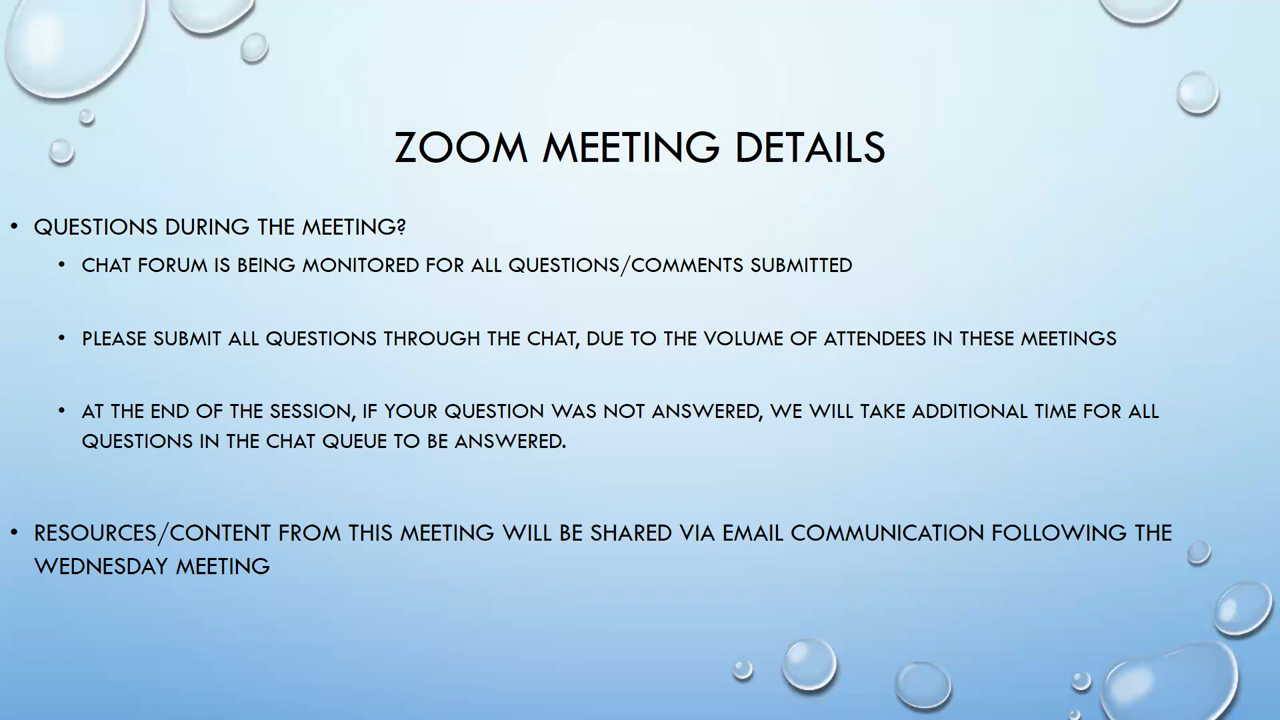 ZOOM MEETING DETAILS
• QUESTIONS DURING THE MEETING?
• CHAT FORUM IS BEING MONITORED FOR ALL QUESTIONS/COMMENTS SUBMITTED
• PLEASE SUBMIT ALL QUESTIONS THROUGH THE CHAT, DUE TO THE VOLUME OF ATTENDEES IN THESE MEETINGS
• AT THE END OF THE SESSION, IF YOUR QUESTION WAS NOT ANSWERED, WE WILL TAKE ADDITIONAL TIME FOR ALL
QUESTIONS IN THE CHAT QUEUE TO BE ANSWERED.
• RESOURCES/CONTENT FROM THIS MEETING WILL BE SHARED VIA EMAIL COMMUNICATION FOLLOWING THE
WEDNESDAY MEETING